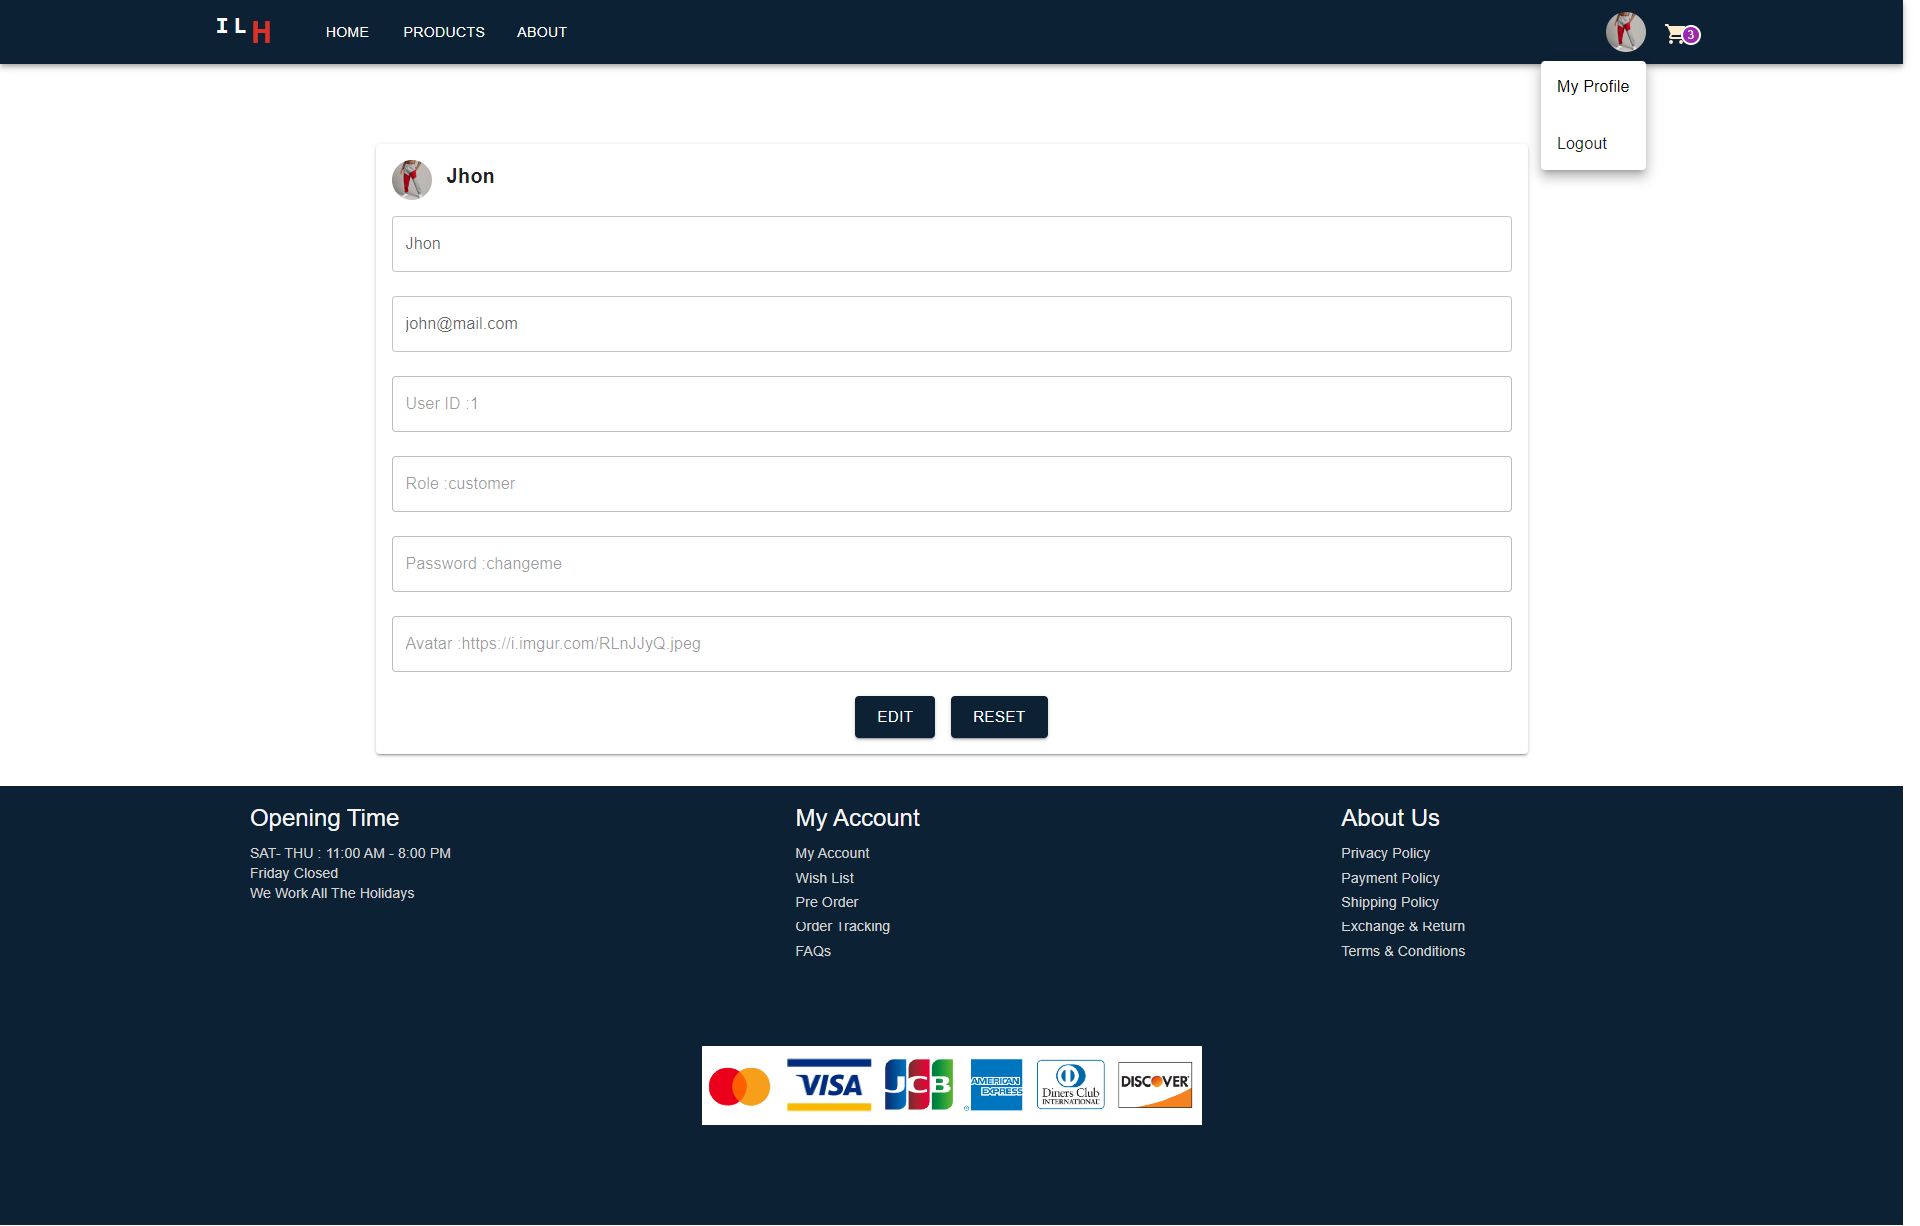 IL H
HOME PRODUCTS ABOUT
3
My Profile
Logout
Jhon
Jhon
john@mail.com
User ID :1
Role :customer
Password :changeme
Avatar :https://i.imgur.com/RLnJJyQ.jpeg
EDIT RESET
Opening Time
SAT- THU : 11:00 AM - 8:00 PM
Friday Closed
We Work All The Holidays
My Account
My Account
Wish List
Pre Order
Order Tracking
FAQs
About Us
Privacy Policy
Payment Policy
Shipping Policy
Exchange & Return
Terms & Conditions
VISA
JCB
AMERICAN
EXPRESS
Diners Club
INTERNATIONAL
DISCOVER